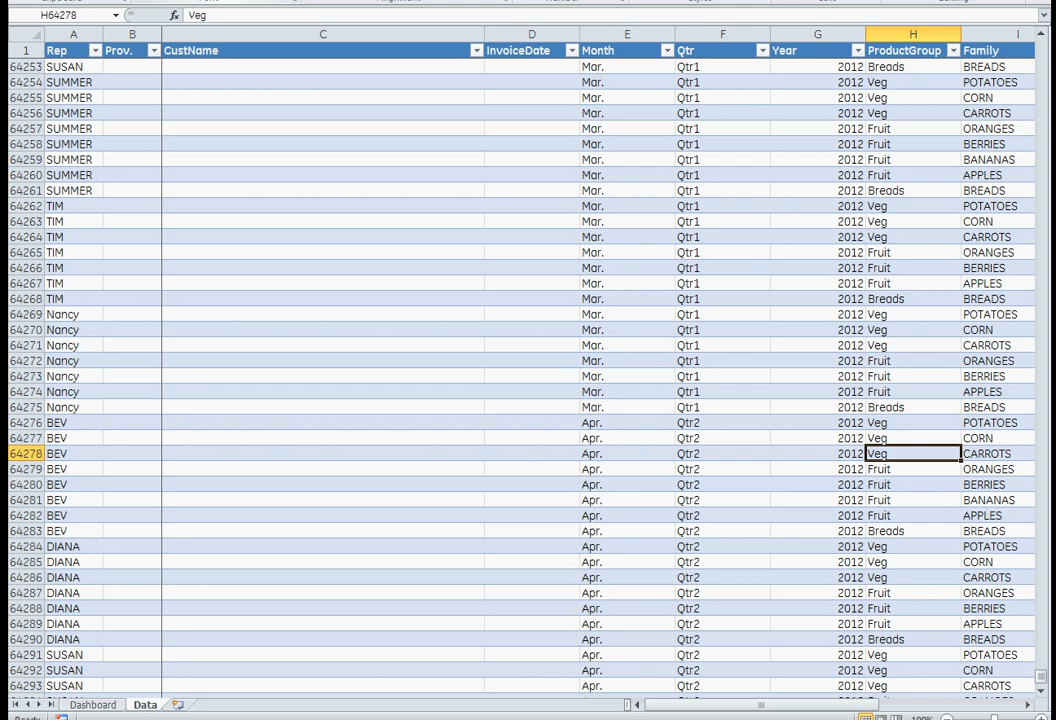 H64278 fx Veg
A B C D E F G H I
1 Rep Prov. CustName InvoiceDate Month Qtr Year ProductGroup Family
64253 SUSAN Mar. Qtr1 2012 Breads BREADS
64254 SUMMER Mar. Qtr1 2012 Veg POTATOES
64255 SUMMER Mar. Qtr1 2012 Veg CORN
64256 SUMMER Mar. Qtr1 2012 Veg CARROTS
64257 SUMMER Mar. Qtr1 2012 Fruit ORANGES
64258 SUMMER Mar. Qtr1 2012 Fruit BERRIES
64259 SUMMER Mar. Qtr1 2012 Fruit BANANAS
64260 SUMMER Mar. Qtr1 2012 Fruit APPLES
64261 SUMMER Mar. Qtr1 2012 Breads BREADS
64262 TIM Mar. Qtr1 2012 Veg POTATOES
64263 TIM Mar. Qtr1 2012 Veg CORN
64264 TIM Mar. Qtr1 2012 Veg CARROTS
64265 TIM Mar. Qtr1 2012 Fruit ORANGES
64266 TIM Mar. Qtr1 2012 Fruit BERRIES
64267 TIM Mar. Qtr1 2012 Fruit APPLES
64268 TIM Mar. Qtr1 2012 Breads BREADS
64269 Nancy Mar. Qtr1 2012 Veg POTATOES
64270 Nancy Mar. Qtr1 2012 Veg CORN
64271 Nancy Mar. Qtr1 2012 Veg CARROTS
64272 Nancy Mar. Qtr1 2012 Fruit ORANGES
64273 Nancy Mar. Qtr1 2012 Fruit BERRIES
64274 Nancy Mar. Qtr1 2012 Fruit APPLES
64275 Nancy Mar. Qtr1 2012 Breads BREADS
64276 BEV Apr. Qtr2 2012 Veg POTATOES
64277 BEV Apr. Qtr2 2012 Veg CORN
64278 BEV Apr. Qtr2 2012 Veg CARROTS
64279 BEV Apr. Qtr2 2012 Fruit ORANGES
64280 BEV Apr. Qtr2 2012 Fruit BERRIES
64281 BEV Apr. Qtr2 2012 Fruit BANANAS
64282 BEV Apr. Qtr2 2012 Fruit APPLES
64283 BEV Apr. Qtr2 2012 Breads BREADS
64284 DIANA Apr. Qtr2 2012 Veg POTATOES
64285 DIANA Apr. Qtr2 2012 Veg CORN
64286 DIANA Apr. Qtr2 2012 Veg CARROTS
64287 DIANA Apr. Qtr2 2012 Fruit ORANGES
64288 DIANA Apr. Qtr2 2012 Fruit BERRIES
64289 DIANA Apr. Qtr2 2012 Fruit APPLES
64290 DIANA Apr. Qtr2 2012 Breads BREADS
64291 SUSAN Apr. Qtr2 2012 Veg POTATOES
64292 SUSAN Apr. Qtr2 2012 Veg CORN
64293 SUSAN Apr. Qtr2 2012 Veg CARROTS
Dashboard Data